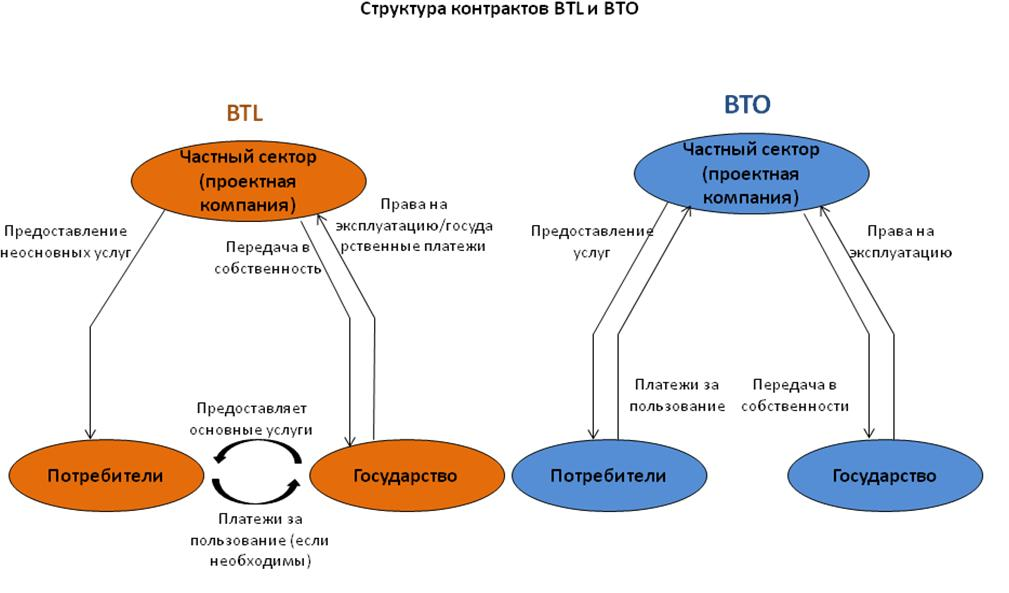 Структура контрактов BTL и BTO
BTL
Частный сектор
(проектная
компания)
Предоставление
неосновных услуг
Передача в
собственность
Права на
эксплуатацию/госуда
рственные платежи
Предоставляет
основные услуги
Потребители
Государство
Платежи за
пользование (если
необходимы)
BTO
Частный сектор
(проектная
компания)
Предоставление
услуг
Права на
эксплуатацию
Платежи за
пользование
Передача в
собственности
Потребители
Государство